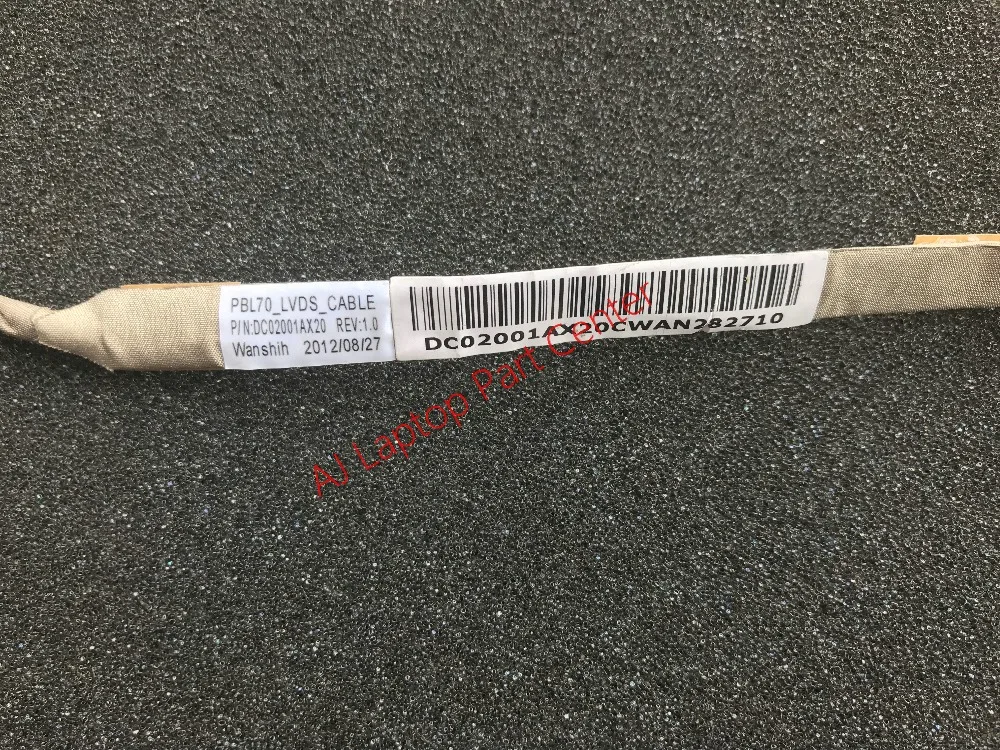 PBL70_LVDS_CABLE
P/N:DC02001AX20 REV:1.0
Wanshih 2012/08/27
DC02001AX20CWAN282710
AJ Laptop Part Center